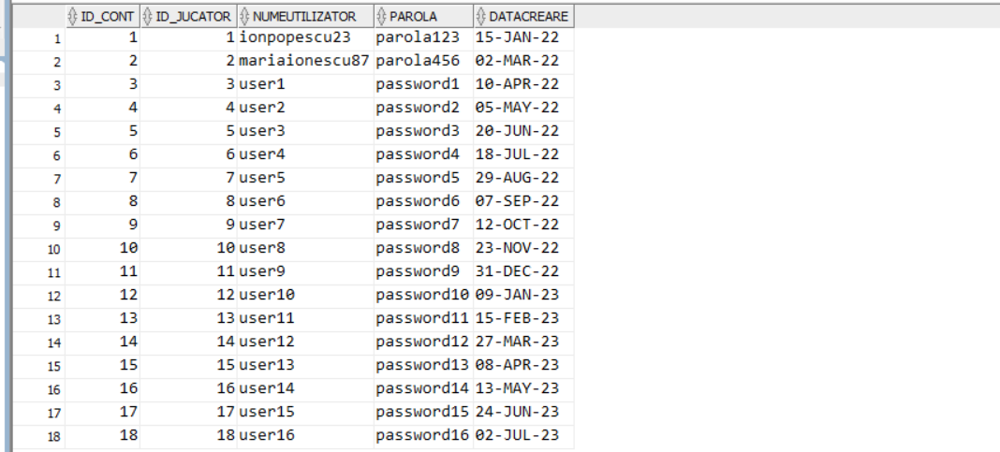 ID_CONT ID_JUCATOR NUMEUTILIZATOR PAROLA DATACREARE
1 1 1 ionpopescu23 parola123 15-JAN-22
2 2 2 mariaionescu87 parola456 02-MAR-22
3 3 3 user1 password1 10-APR-22
4 4 4 user2 password2 05-MAY-22
5 5 5 user3 password3 20-JUN-22
6 6 6 user4 password4 18-JUL-22
7 7 7 user5 password5 29-AUG-22
8 8 8 user6 password6 07-SEP-22
9 9 9 user7 password7 12-OCT-22
10 10 10 user8 password8 23-NOV-22
11 11 11 user9 password9 31-DEC-22
12 12 12 user10 password10 09-JAN-23
13 13 13 user11 password11 15-FEB-23
14 14 14 user12 password12 27-MAR-23
15 15 15 user13 password13 08-APR-23
16 16 16 user14 password14 13-MAY-23
17 17 17 user15 password15 24-JUN-23
18 18 18 user16 password16 02-JUL-23